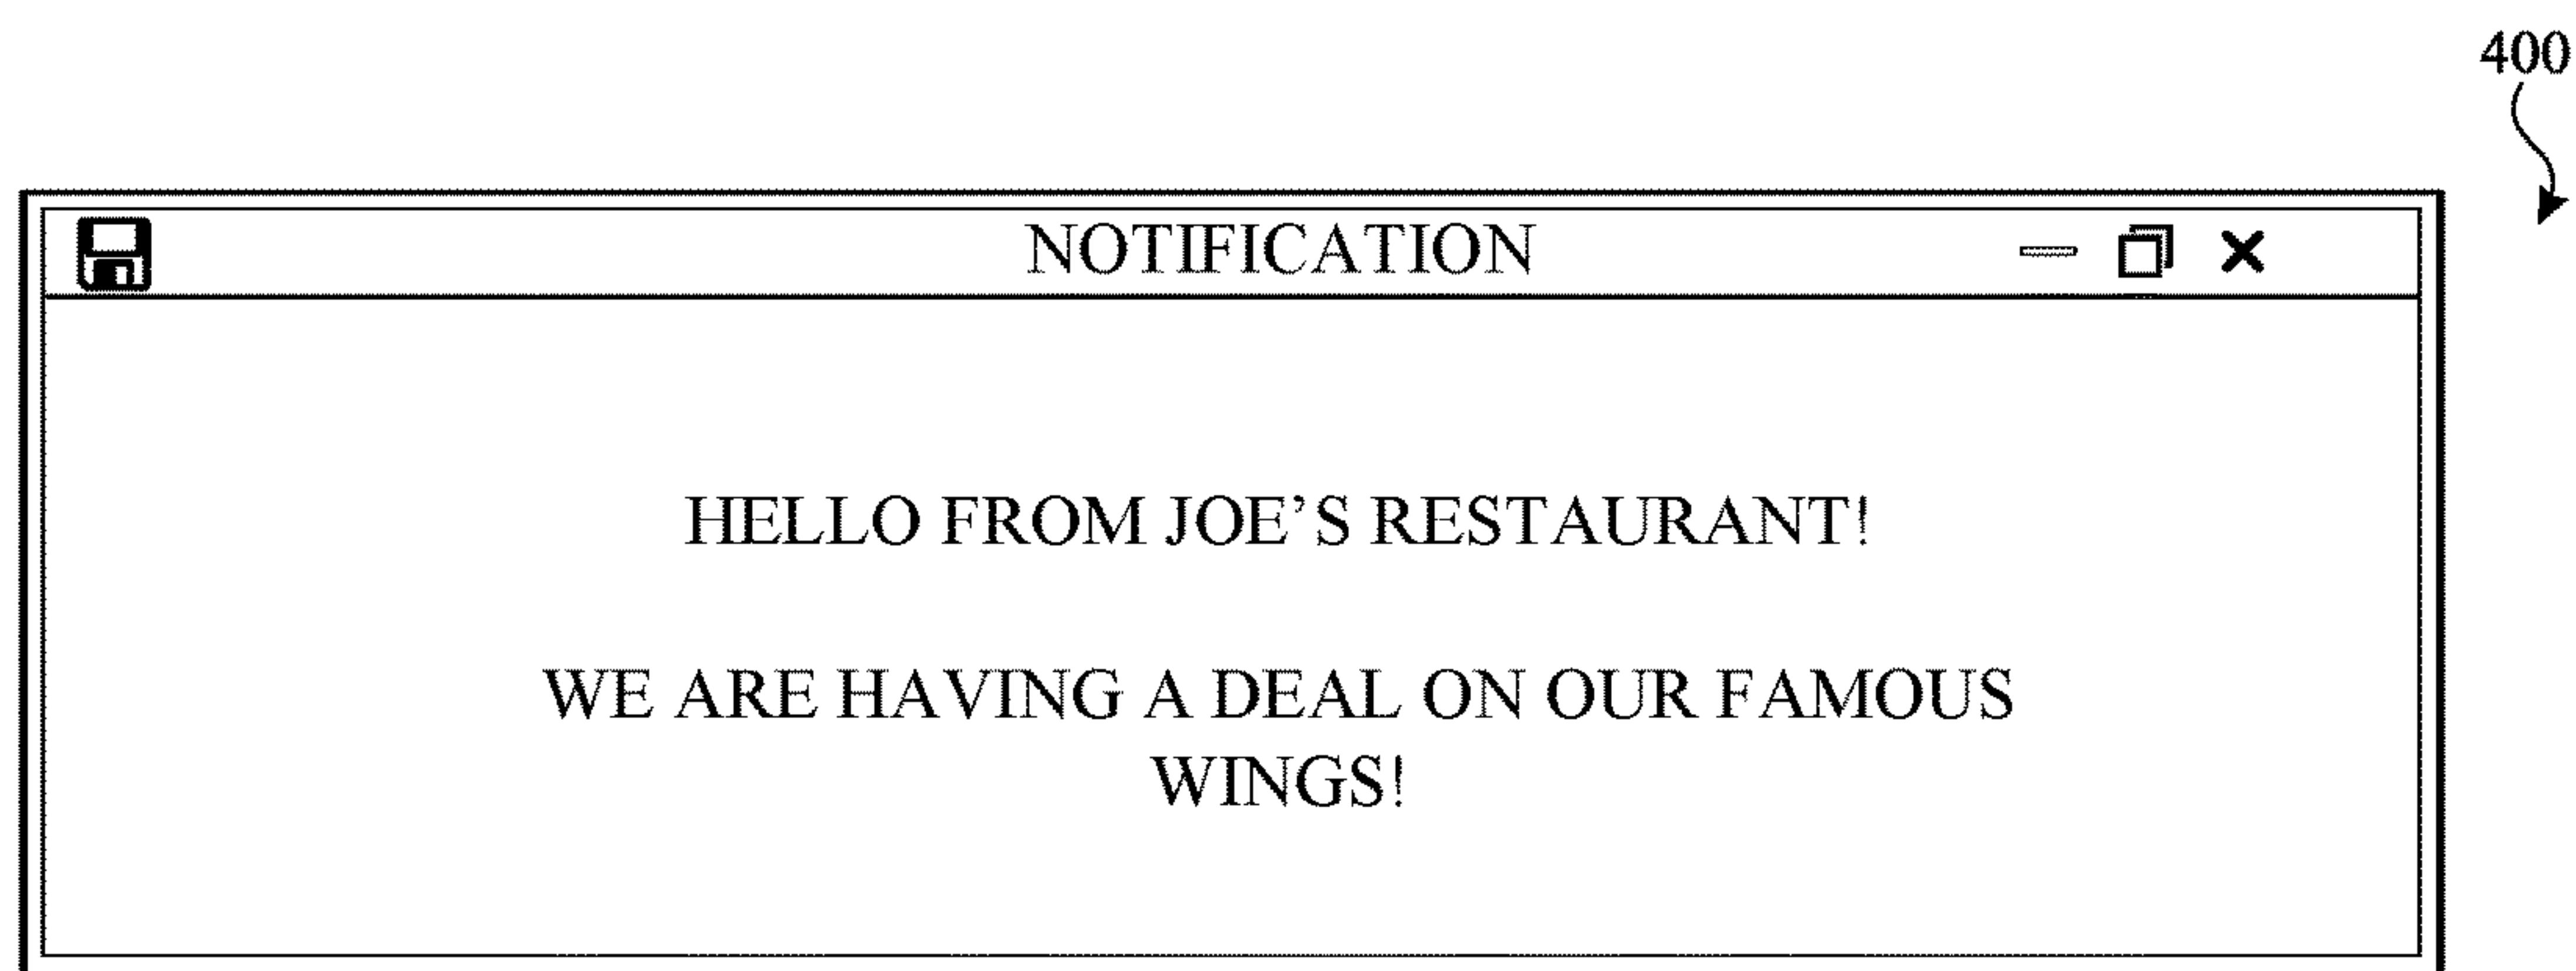 400
NOTIFICATION
HELLO FROM JOE’S RESTAURANT!
WE ARE HAVING A DEAL ON OUR FAMOUS
WINGS!